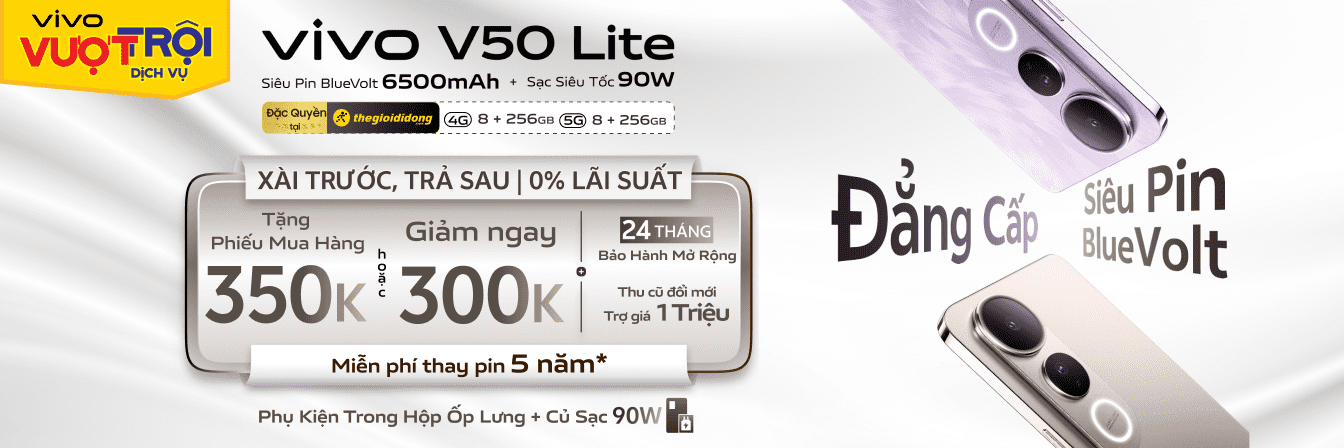 vivo
VƯỢT TRỘI
DỊCH VỤ
vivo V50 Lite
Siêu Pin BlueVolt 6500mAh + Sạc Siêu Tốc 90W
Đặc Quyền tại thegioididong.com 4G 8 + 256GB 5G 8 + 256GB
XÀI TRƯỚC, TRẢ SAU | 0% LÃI SUẤT
Tặng
Phiếu Mua Hàng
350K
hoặc
Giảm ngay
300K
+
24 THÁNG
Bảo Hành Mở Rộng
Thu cũ đổi mới
Trợ giá 1 Triệu
Miễn phí thay pin 5 năm*
Phụ Kiện Trong Hộp Ốp Lưng + Củ Sạc 90W
Đẳng Cấp
Siêu Pin
BlueVolt